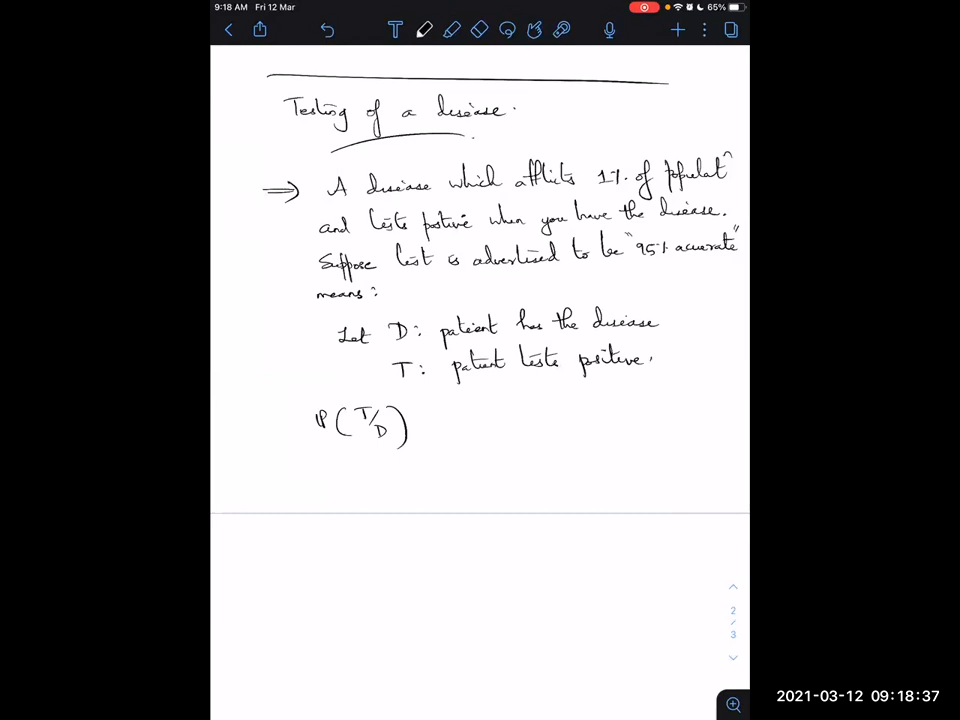 9:18 AM Fri 12 Mar
65%
Testing of a disease.
⇒ A disease which afflicts 1% of populatⁿ
and tests postive when you have the disease.
Suppose test is advertised to be "95% accurate"
means:
Let D: patient has the disease
T: patient tests positive.
P(T/D)
2
/
3
2021-03-12 09:18:37